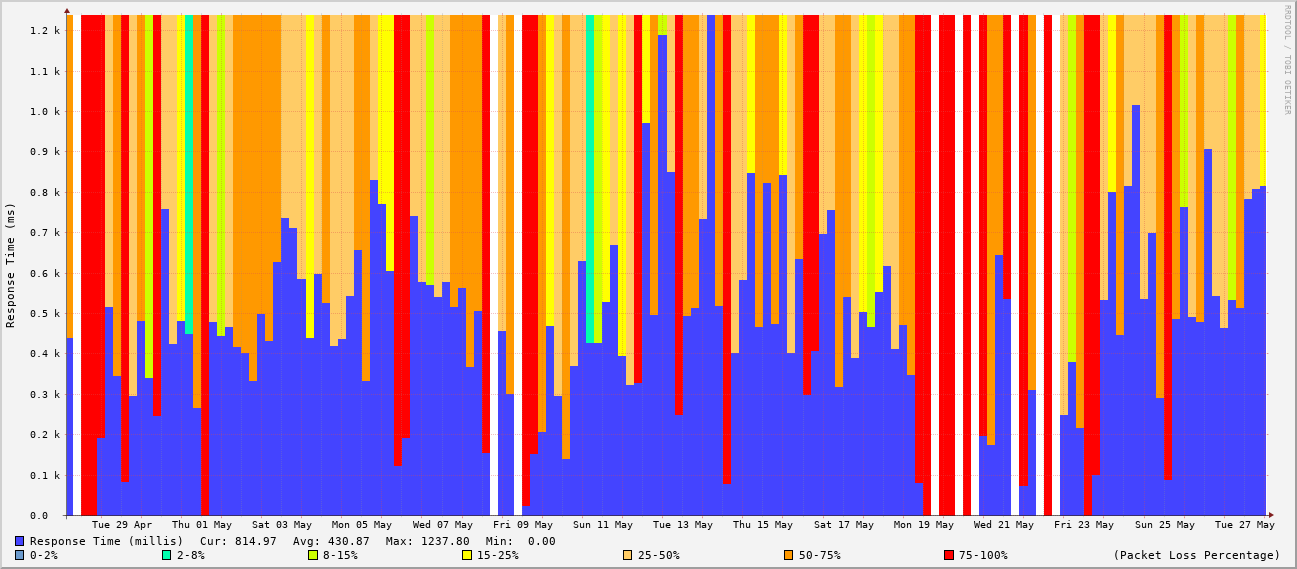 RRDTOOL / TOBI OETIKER
1.2 k
1.1 k
1.0 k
0.9 k
0.8 k
0.7 k
0.6 k
0.5 k
0.4 k
0.3 k
0.2 k
0.1 k
0.0
Response Time (ms)
Tue 29 Apr Thu 01 May Sat 03 May Mon 05 May Wed 07 May Fri 09 May Sun 11 May Tue 13 May Thu 15 May Sat 17 May Mon 19 May Wed 21 May Fri 23 May Sun 25 May Tue 27 May
Response Time (millis) Cur: 814.97 Avg: 430.87 Max: 1237.80 Min: 0.00
0-2% 2-8% 8-15% 15-25% 25-50% 50-75% 75-100% (Packet Loss Percentage)